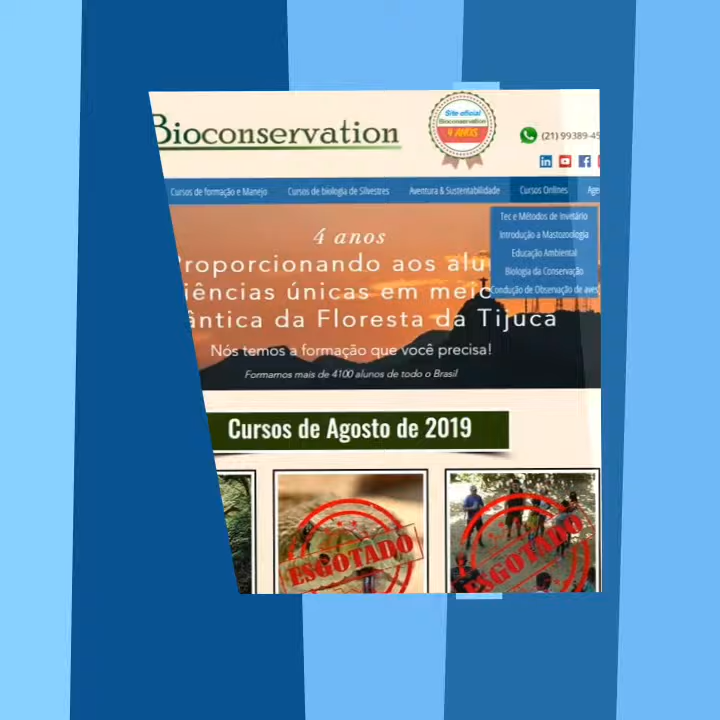 Bioconservation
Site oficial
Bioconservation
4 ANOS
(21) 99389-45
Cursos de formação e Manejo
Cursos de biologia de Silvestres
Aventura & Sustentabilidade
Cursos Onlines
Tec e Métodos de Invetário
Introdução a Mastozoologia
Educação Ambiental
Biologia da Conservação
Condução de Observação de aves
4 anos
Proporcionando aos alu
iências únicas em meio
ântica da Floresta da Tijuca
Nós temos a formação que você precisa!
Formamos mais de 4100 alunos de todo o Brasil
Cursos de Agosto de 2019
ESGOTADO
ESGOTADO